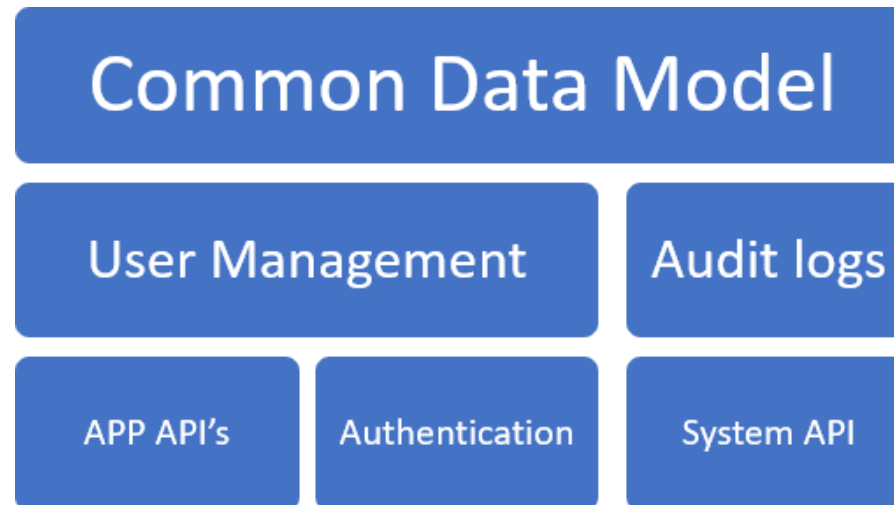 Common Data Model
User Management
Audit logs
APP API’s
Authentication
System API